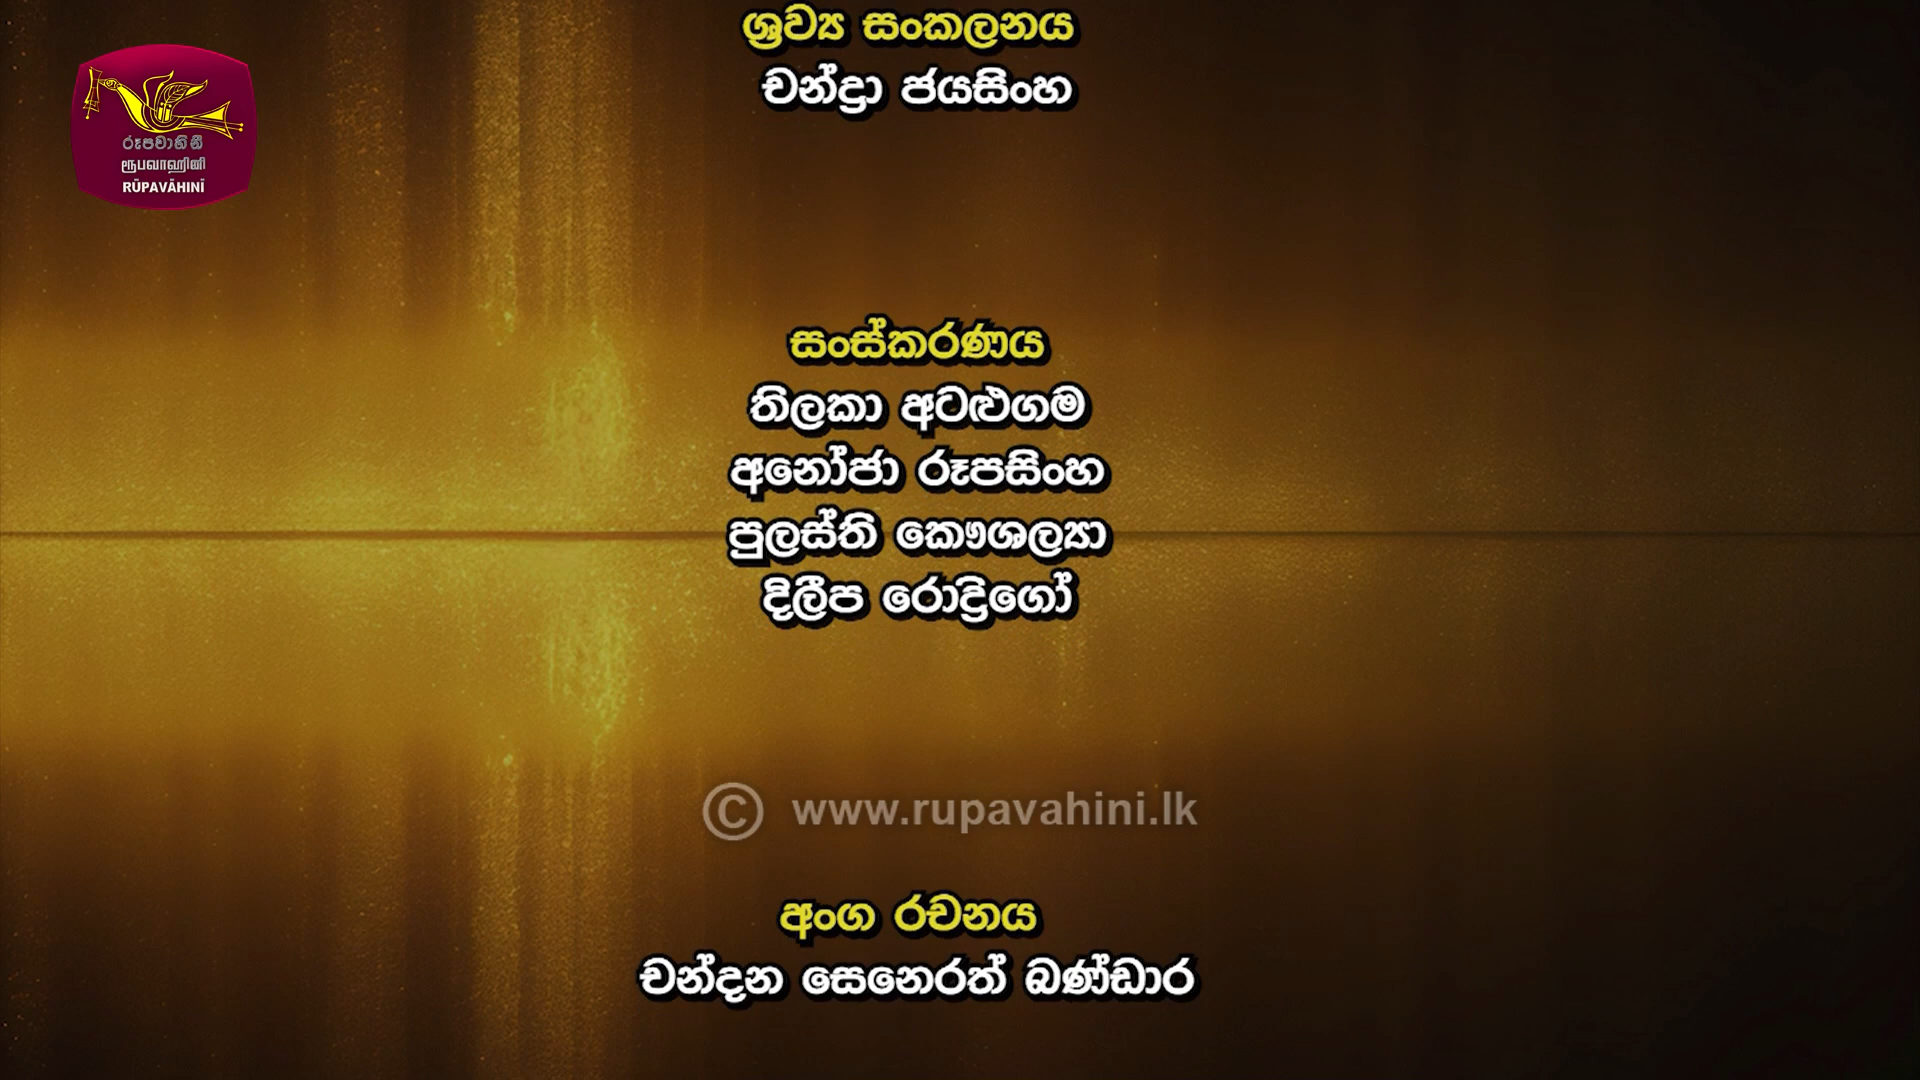 ශ්‍රව්‍ය සංකලනය
චන්ද්‍රා ජයසිංහ
රූපවාහිනී
ரூபவாஹினி
RŪPAVĀHINĪ
සංස්කරණය
තිලකා අටළුගම
අනෝජා රූපසිංහ
පුලස්ති කෞශල්‍යා
දිලීප රොද්‍රිගෝ
© www.rupavahini.lk
අංග රචනය
චන්දන සෙනෙරත් බණ්ඩාර